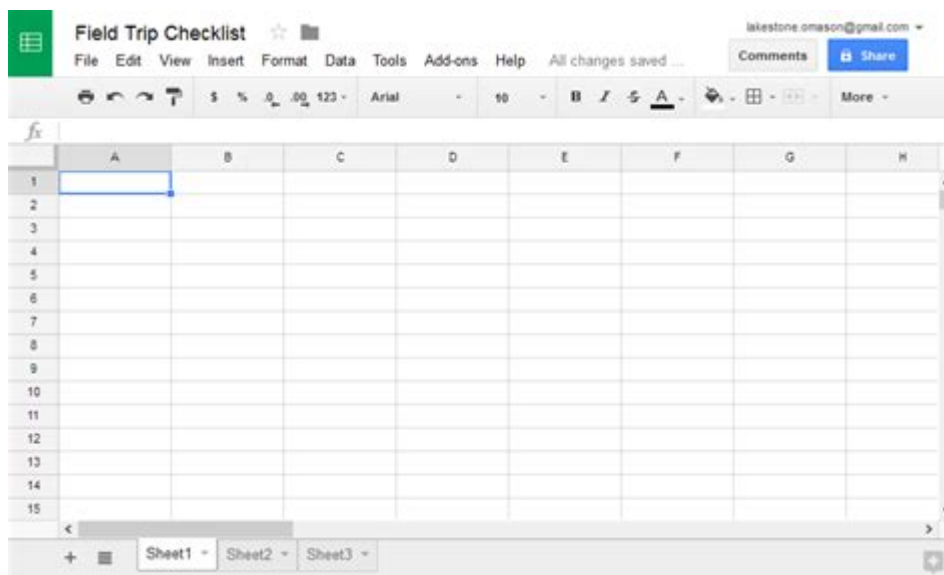 Field Trip Checklist
lakestone.omason@gmail.com
File Edit View Insert Format Data Tools Add-ons Help All changes saved ...
Comments Share
$ % .0 .00 123 Arial 10 B I S A More
fx
A B C D E F G H
1
2
3
4
5
6
7
8
9
10
11
12
13
14
15
Sheet1 Sheet2 Sheet3